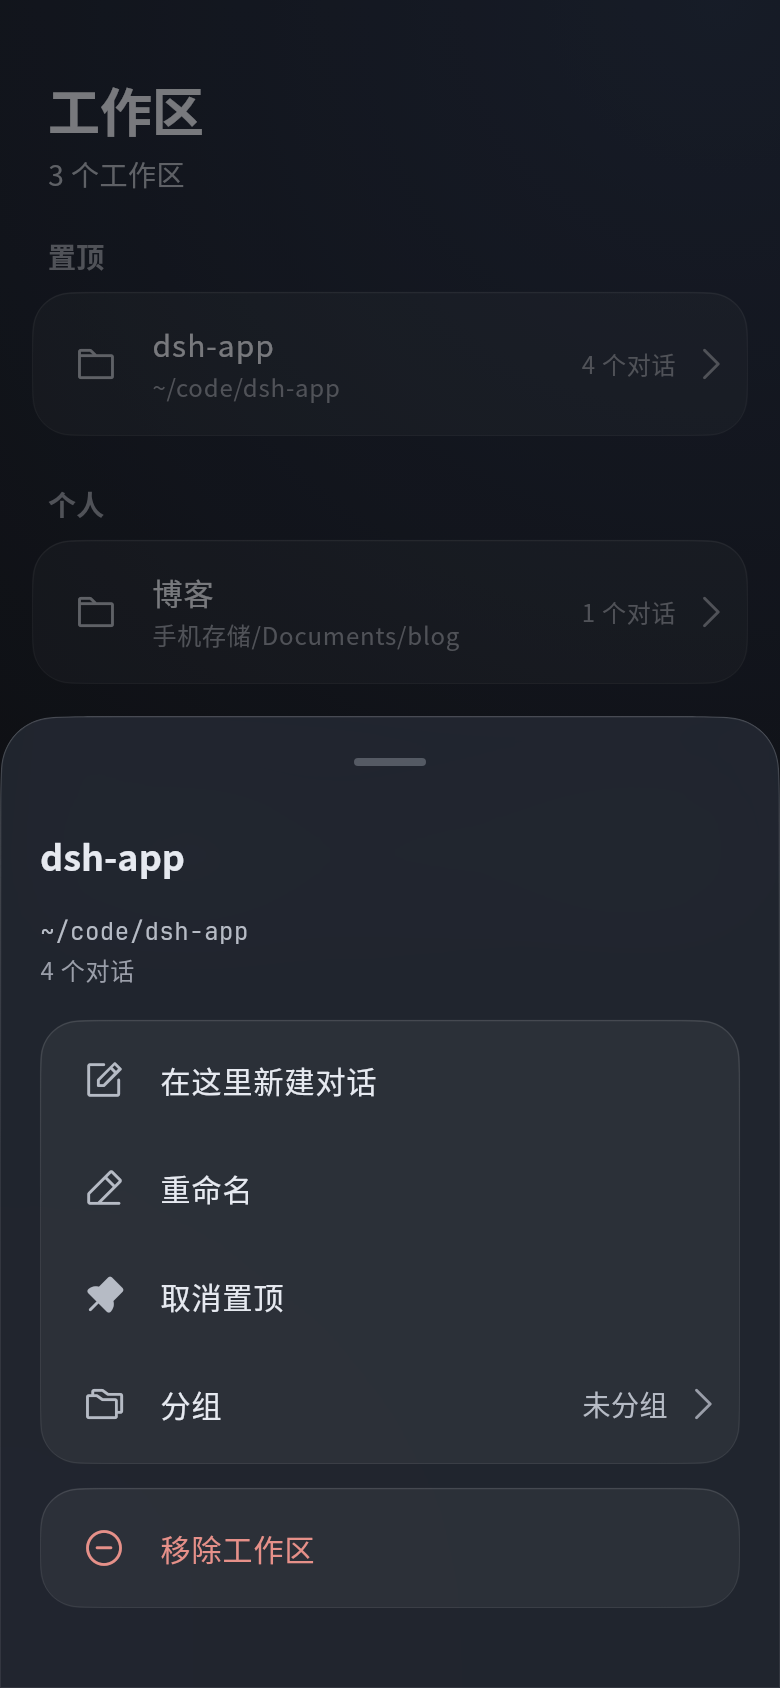 工作区
3 个工作区
置顶
dsh-app
4 个对话
~/code/dsh-app
个人
博客
1 个对话
手机存储/Documents/blog
dsh-app
~/code/dsh-app
4 个对话
在这里新建对话
重命名
取消置顶
分组 未分组
移除工作区